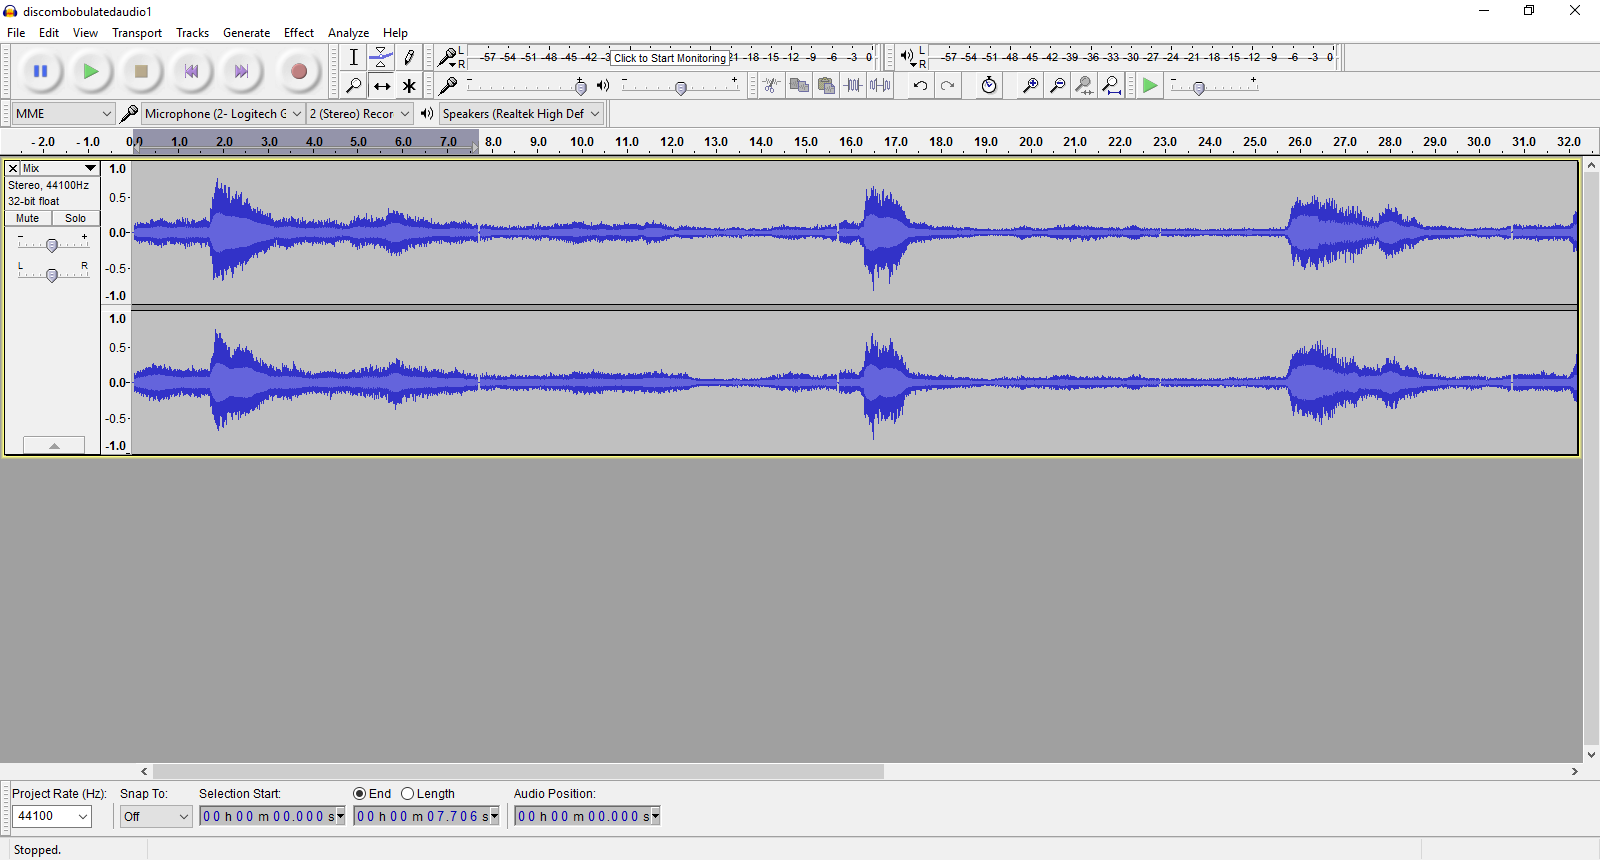 discombobulatedaudio1
File Edit View Transport Tracks Generate Effect Analyze Help
L R -57 -54 -51 -48 -45 -42 -3 Click to Start Monitoring 21 -18 -15 -12 -9 -6 -3 0 L R -57 -54 -51 -48 -45 -42 -39 -36 -33 -30 -27 -24 -21 -18 -15 -12 -9 -6 -3 0
- + - + - +
MME Microphone (2- Logitech G 2 (Stereo) Recor Speakers (Realtek High Def
-2.0 -1.0 0.0 1.0 2.0 3.0 4.0 5.0 6.0 7.0 8.0 9.0 10.0 11.0 12.0 13.0 14.0 15.0 16.0 17.0 18.0 19.0 20.0 21.0 22.0 23.0 24.0 25.0 26.0 27.0 28.0 29.0 30.0 31.0 32.0
X Mix 1.0
Stereo, 44100Hz
32-bit float 0.5-
Mute Solo
- + 0.0-
L R -0.5-
-1.0
1.0
0.5-
0.0-
-0.5-
-1.0
Project Rate (Hz): Snap To: Selection Start: End Length Audio Position:
44100 Off 00 h 00 m 00.000 s 00 h 00 m 07.706 s 00 h 00 m 00.000 s
Stopped.